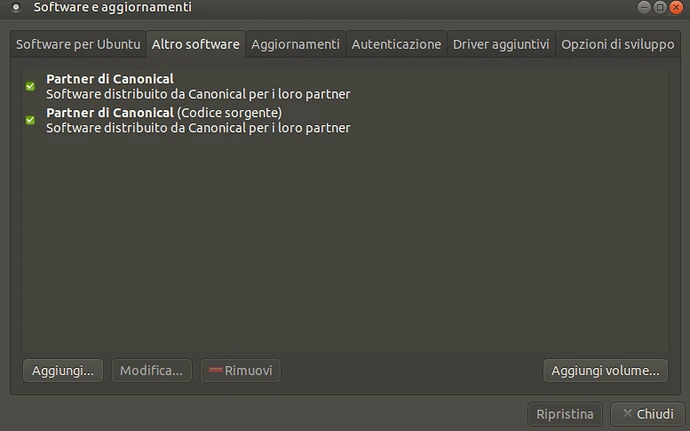 Software e aggiornamenti
Software per Ubuntu
Altro software
Aggiornamenti
Autenticazione
Driver aggiuntivi
Opzioni di sviluppo
Partner di Canonical
Software distribuito da Canonical per i loro partner
Partner di Canonical (Codice sorgente)
Software distribuito da Canonical per i loro partner
Aggiungi...
Modifica...
Rimuovi
Aggiungi volume...
Ripristina
Chiudi